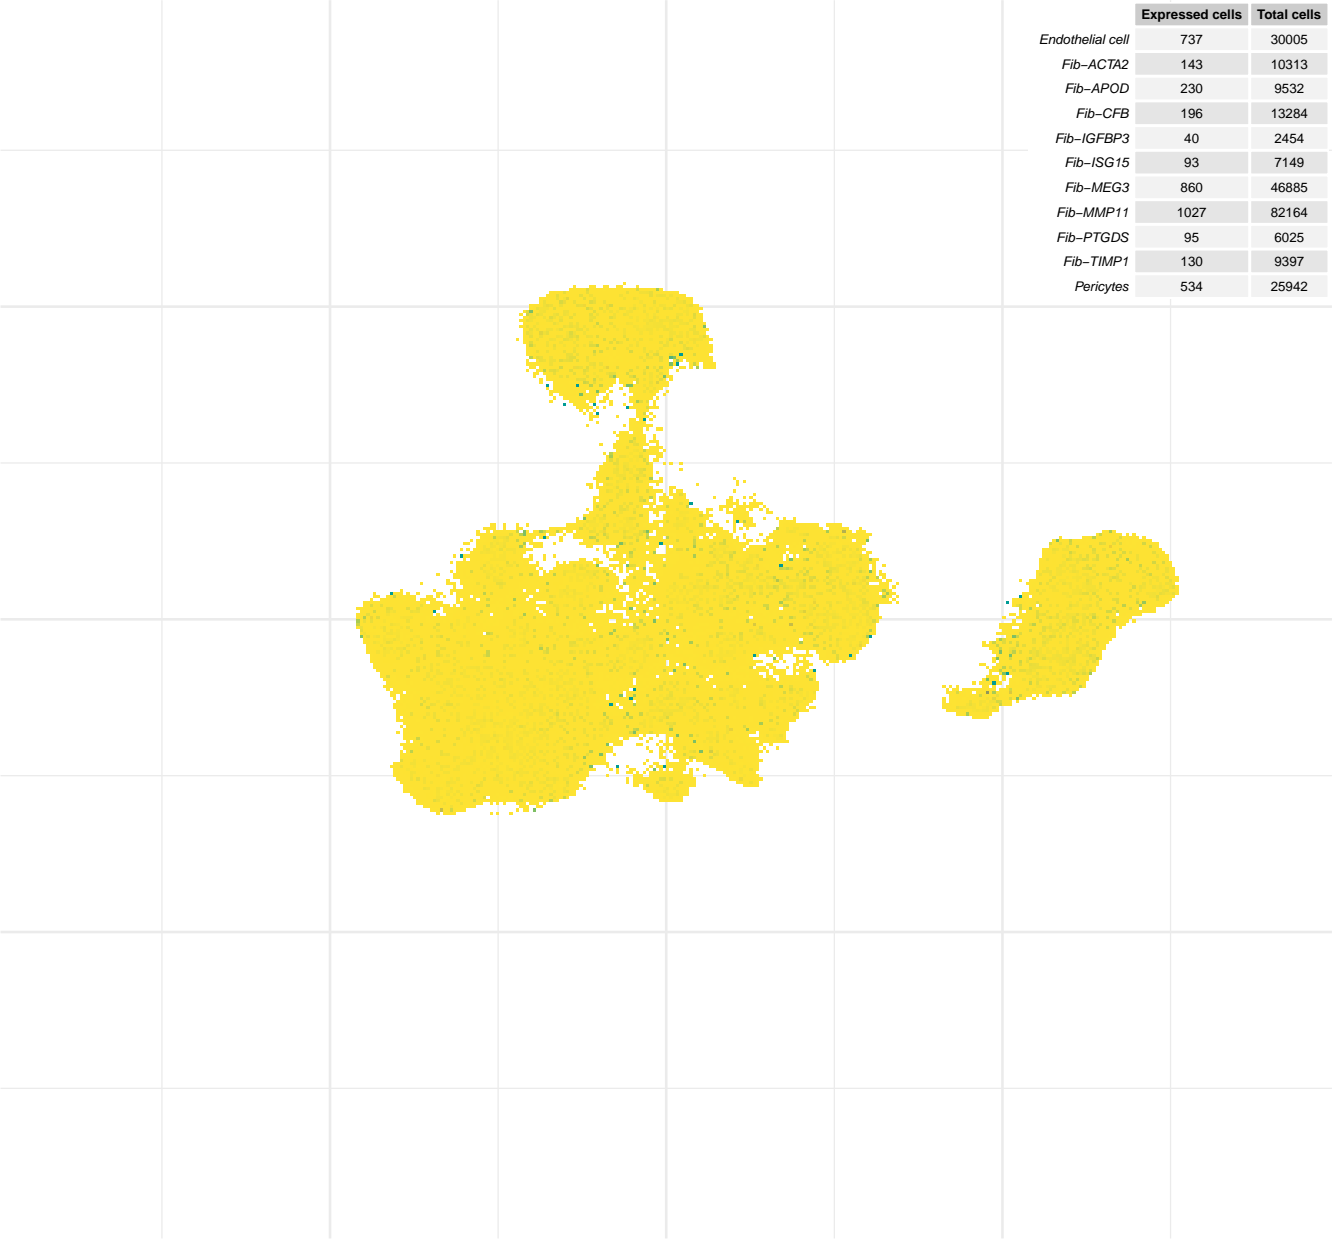 Expressed cells Total cells
Endothelial cell 737 30005
Fib−ACTA2 143 10313
Fib−APOD 230 9532
Fib−CFB 196 13284
Fib−IGFBP3 40 2454
Fib−ISG15 93 7149
Fib−MEG3 860 46885
Fib−MMP11 1027 82164
Fib−PTGDS 95 6025
Fib−TIMP1 130 9397
Pericytes 534 25942